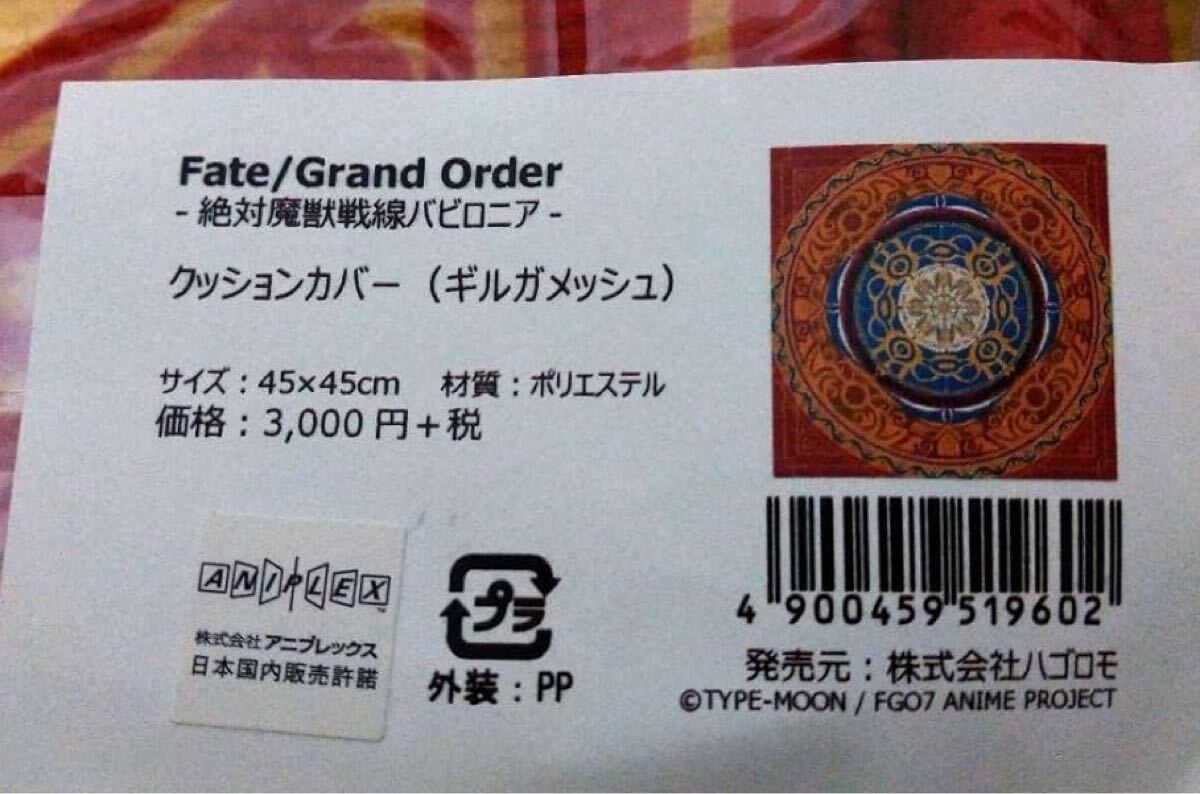 Fate/Grand Order
- 絶対魔獣戦線バビロニア -
クッションカバー（ギルガメッシュ）
サイズ：45×45cm 材質：ポリエステル
価格：3,000円＋税
ANIPLEX
株式会社アニプレックス
日本国内販売許諾
プラ
外装：PP
4 900459 519602
発売元：株式会社ハゴロモ
©TYPE-MOON / FGO7 ANIME PROJECT